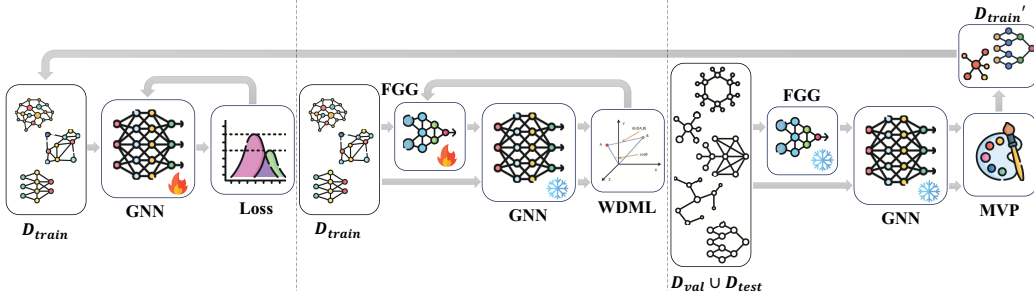 D_train'
FGG
FGG
GNN
Loss
GNN
WDML
GNN
MVP
D_train
D_train
D_val ∪ D_test